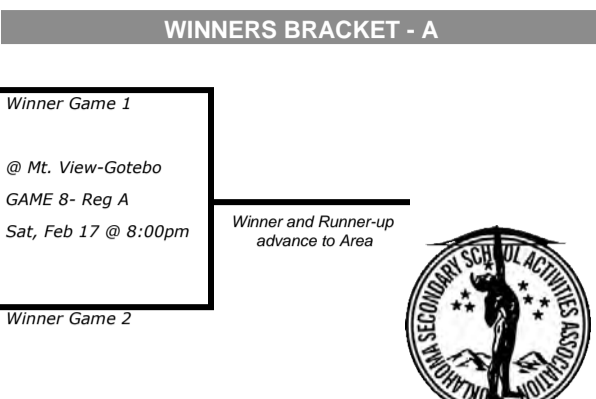 WINNERS BRACKET - A
Winner Game 1
@ Mt. View-Gotebo
GAME 8- Reg A
Sat, Feb 17 @ 8:00pm
Winner and Runner-up
advance to Area
Winner Game 2
OKLAHOMA SECONDARY SCHOOL ACTIVITIES ASSOCIATION